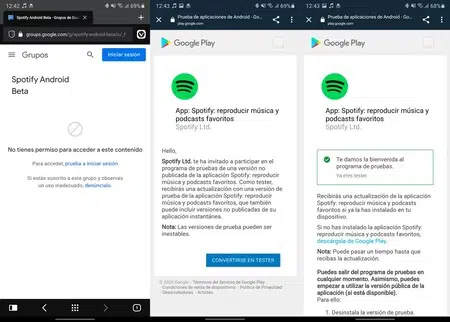 12:42
69%
Spotify Android Beta - Grupos de Goo
groups.google.com/g/spotify-android-beta/u/
Grupos
Iniciar sesión
Spotify Android
Beta
No tienes permiso para acceder a este contenido
Para acceder, prueba a iniciar sesión
Si estás suscrito a este grupo y observas
un uso inadecuado, denúncialo.
12:43
69%
Prueba de aplicaciones de Android - Go...
play.google.com
Google Play
App: Spotify: reproducir música y
podcasts favoritos
Spotify Ltd.
Hello,
Spotify Ltd. te ha invitado a participar en el
programa de pruebas de una versión no
publicada de la aplicación Spotify: reproducir
música y podcasts favoritos. Como tester,
recibirás una actualización con una versión de
prueba de la aplicación Spotify: reproducir
música y podcasts favoritos, que también
puede incluir versiones no publicadas de su
aplicación instantánea.
Nota: Las versiones de prueba pueden ser
inestables.
CONVERTIRSE EN TESTER
© 2020 Google · Términos del Servicio de Google Play
· Condiciones de venta de dispositivos · Política de Privacidad
· Desarrolladores · Artistas
12:43
68%
Prueba de aplicaciones de Android - Go...
play.google.com
Google Play
App: Spotify: reproducir música y
podcasts favoritos
Spotify Ltd.
Te damos la bienvenida al
programa de pruebas.
Ya eres tester
Recibirás una actualización de la aplicación
Spotify: reproducir música y podcasts
favoritos si ya la has instalado en tu
dispositivo.
Si no has instalado la aplicación Spotify:
reproducir música y podcasts favoritos,
descárgala de Google Play.
Nota: Puede pasar un tiempo hasta que
recibas la actualización.
Puedes salir del programa de pruebas en
cualquier momento. Asimismo, puedes
empezar a utilizar la versión pública de la
aplicación (si está disponible).
Para ello:
1. Desinstala la versión de prueba